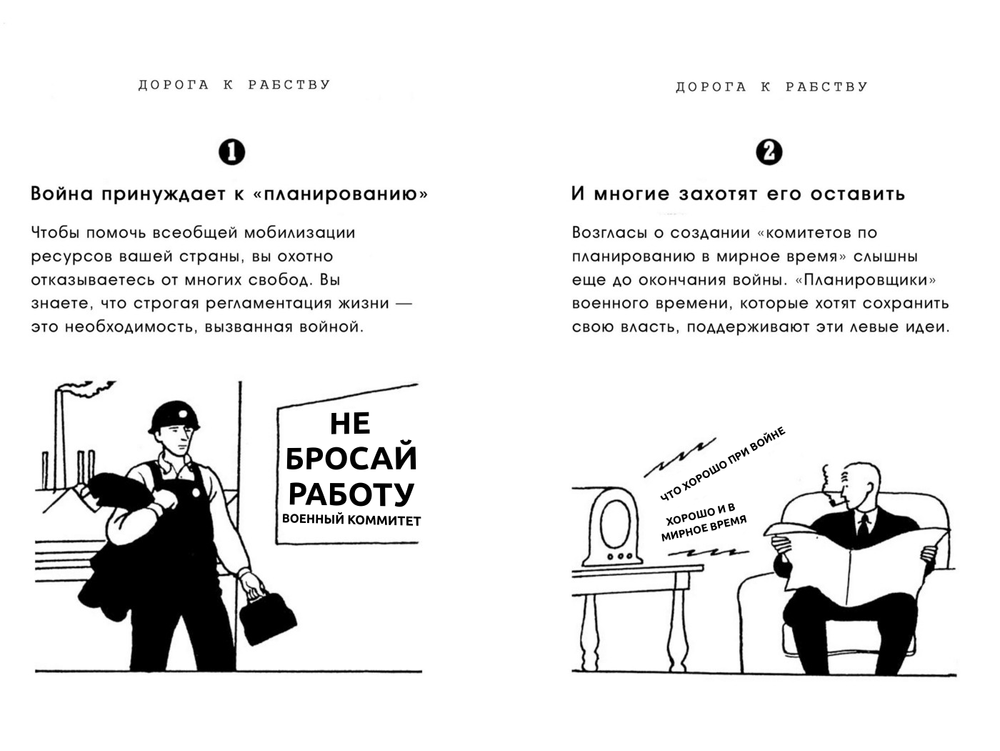 ДОРОГА К РАБСТВУ
1
Война принуждает к «планированию»
Чтобы помочь всеобщей мобилизации
ресурсов вашей страны, вы охотно
отказываетесь от многих свобод. Вы
знаете, что строгая регламентация жизни —
это необходимость, вызванная войной.
НЕ
БРОСАЙ
РАБОТУ
ВОЕННЫЙ КОММИТЕТ
ДОРОГА К РАБСТВУ
2
И многие захотят его оставить
Возгласы о создании «комитетов по
планированию в мирное время» слышны
еще до окончания войны. «Планировщики»
военного времени, которые хотят сохранить
свою власть, поддерживают эти левые идеи.
ЧТО ХОРОШО ПРИ ВОЙНЕ
ХОРОШО И В
МИРНОЕ ВРЕМЯ